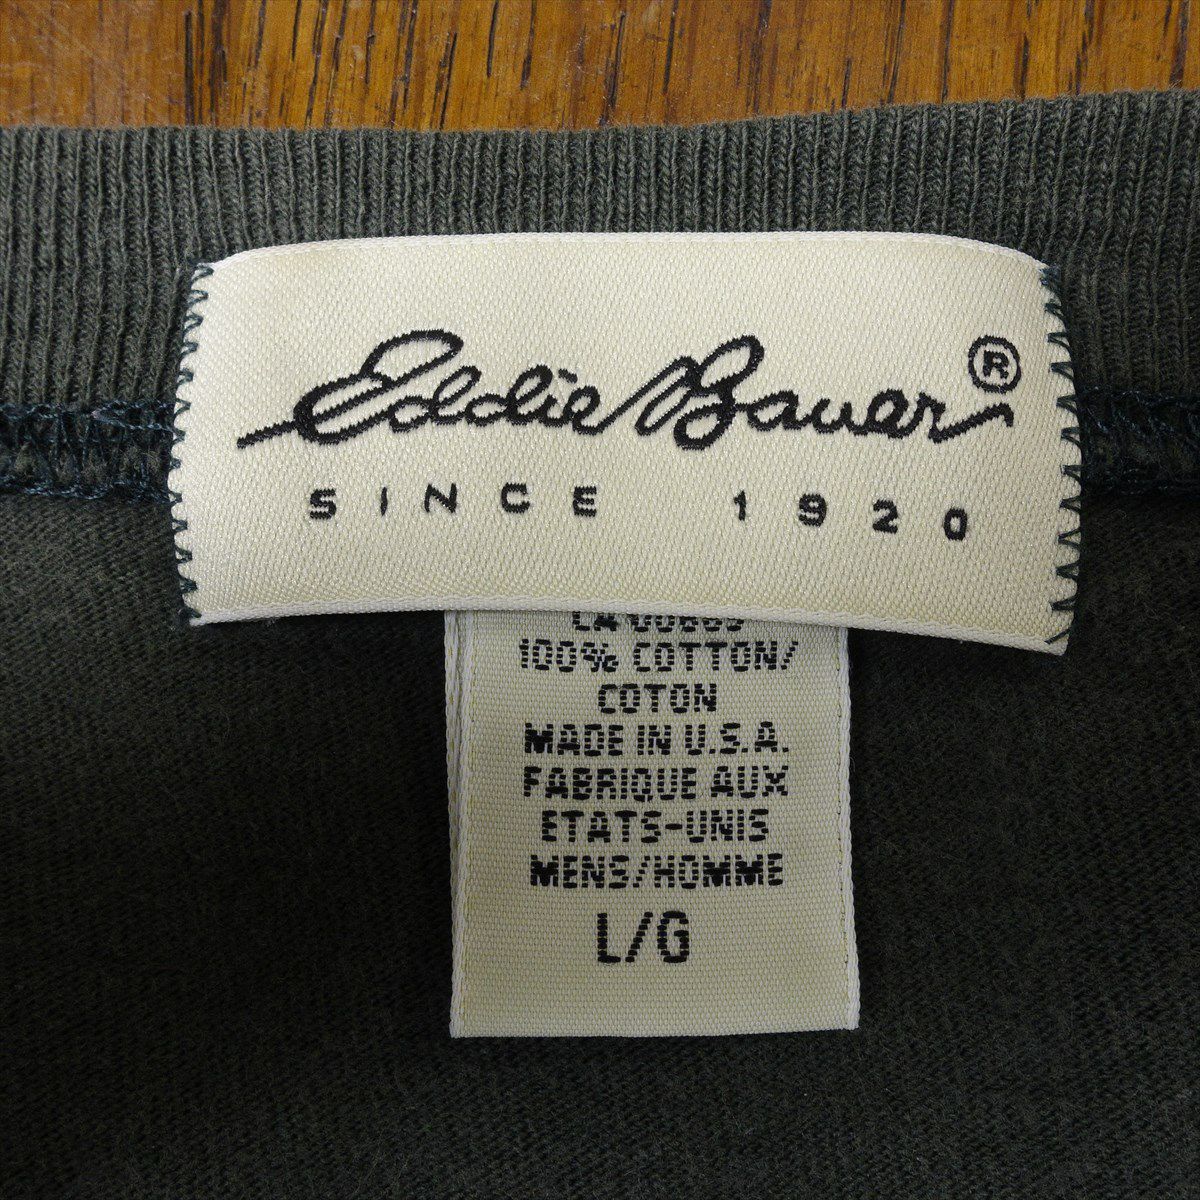 Eddie Bauer ®
SINCE 1920
100% COTTON/
COTON
MADE IN U.S.A.
FABRIQUE AUX
ETATS-UNIS
MENS/HOMME
L/G